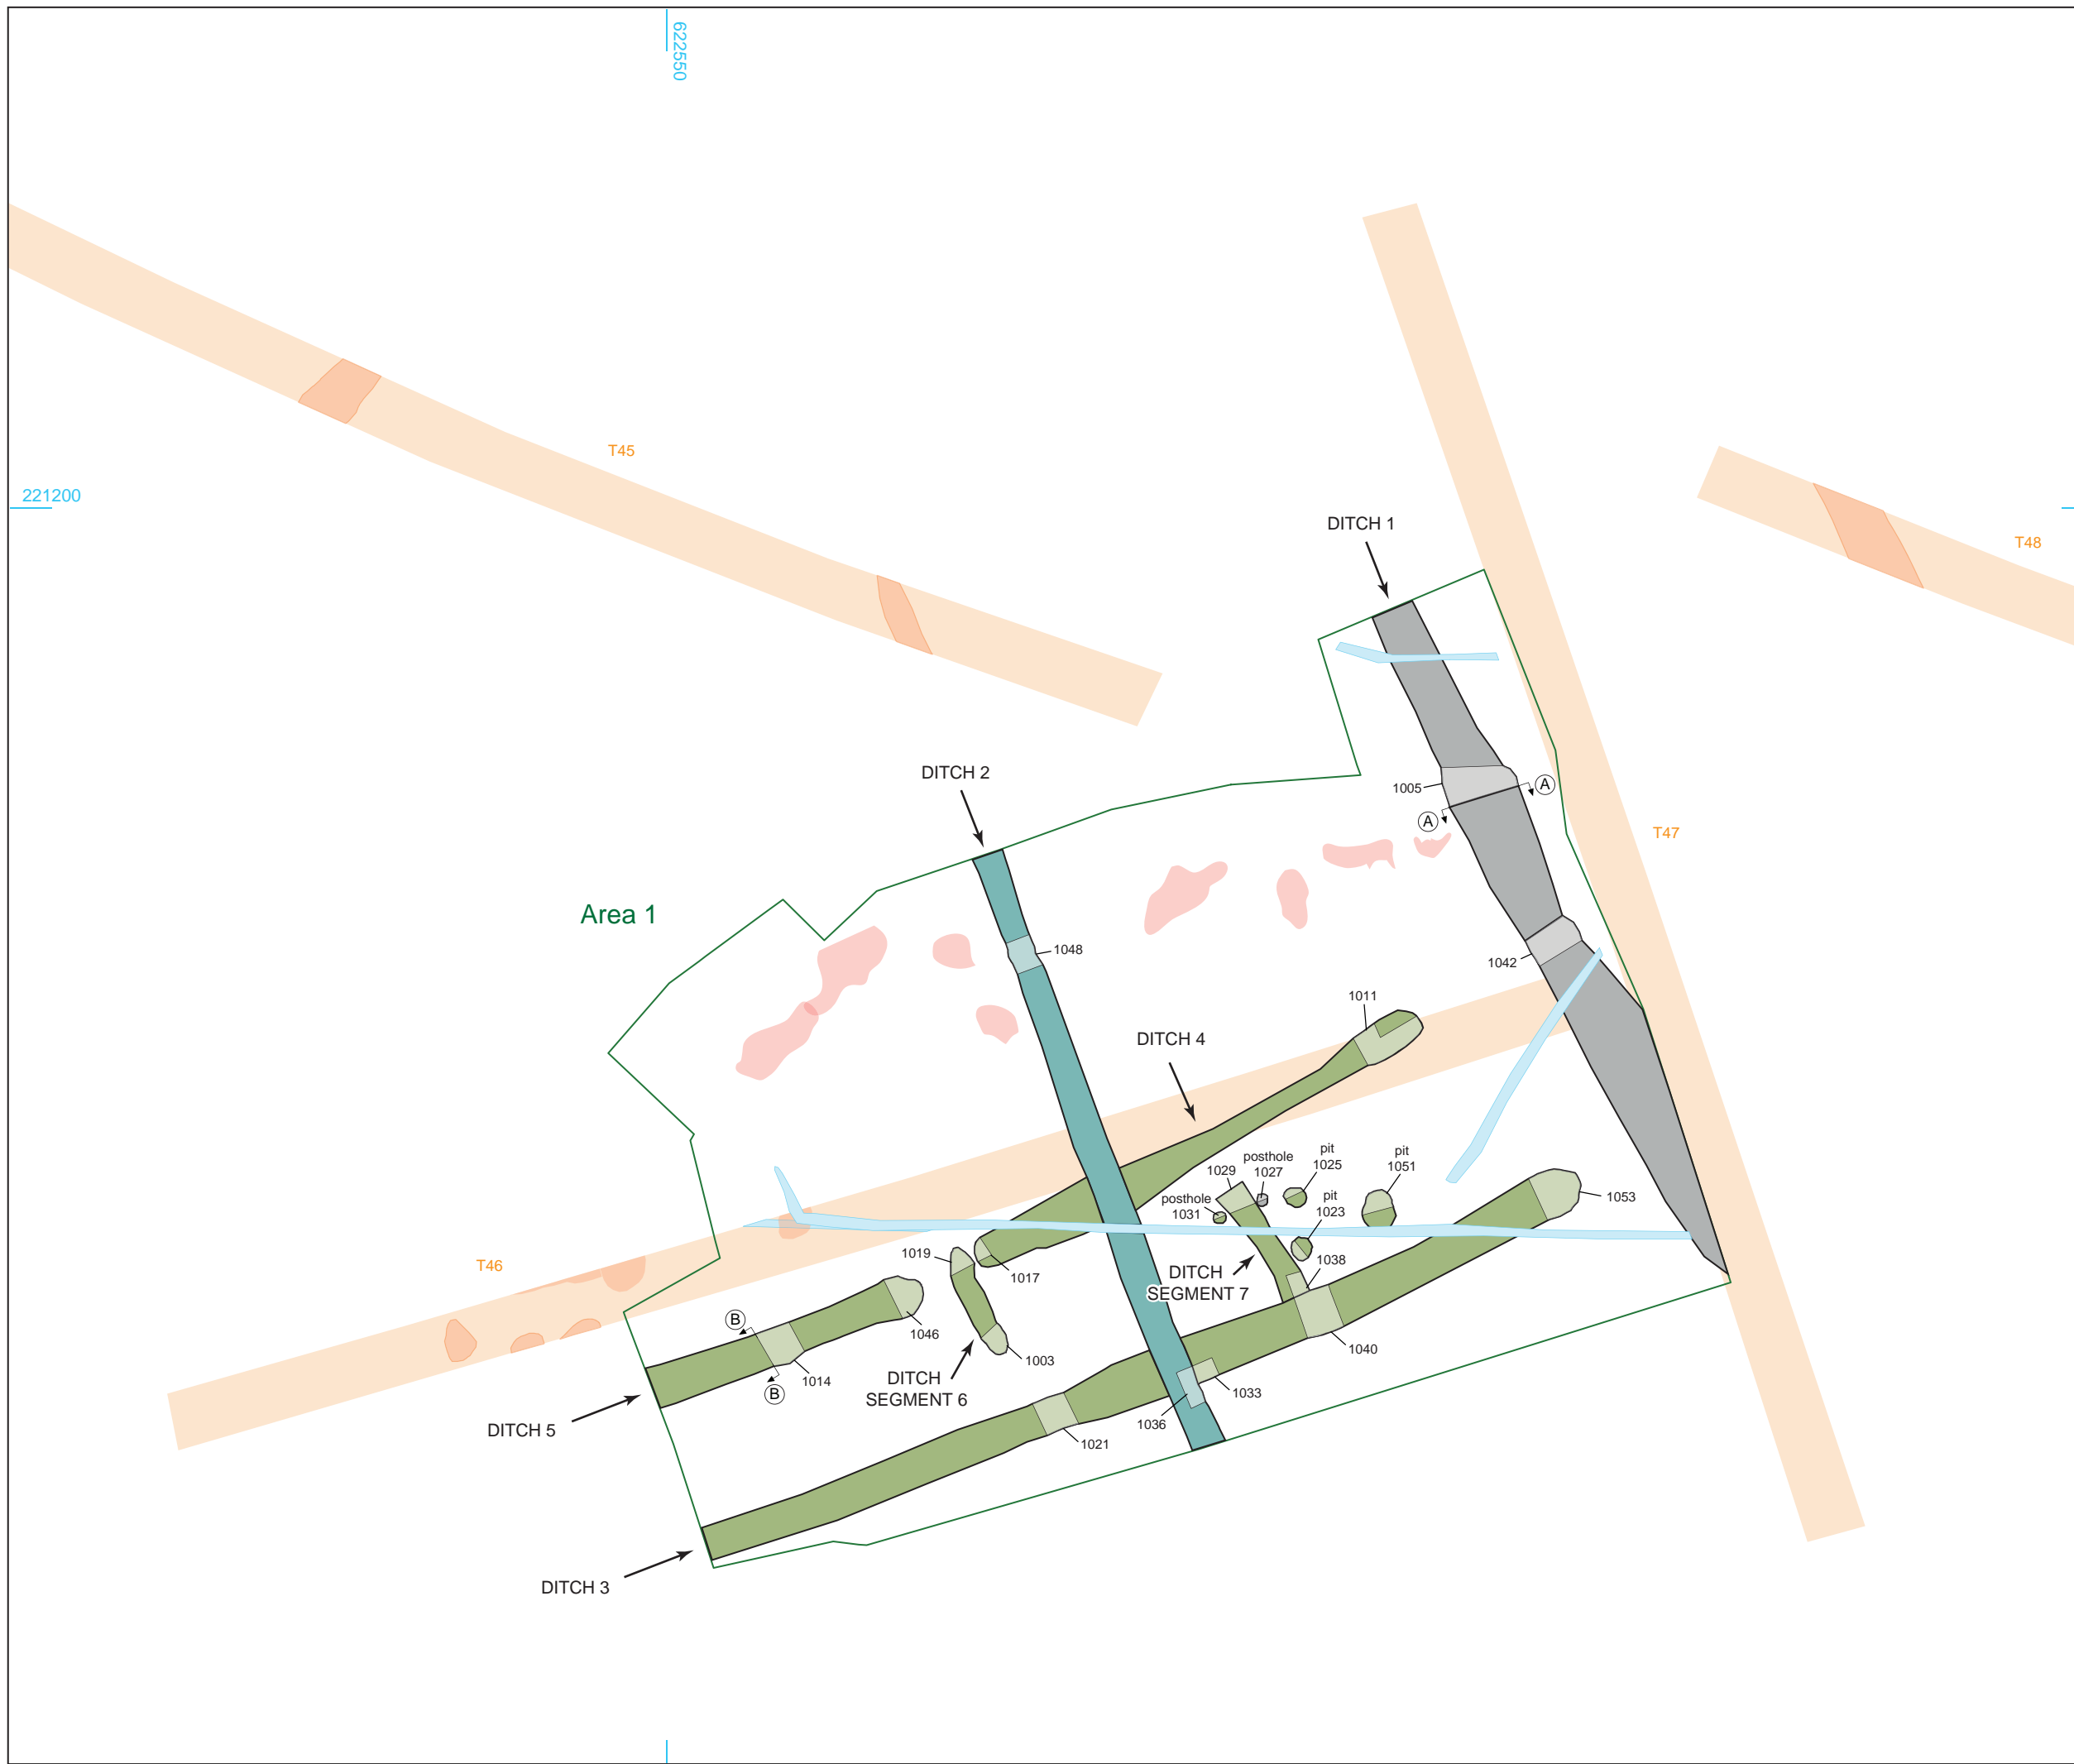 622550
T45
221200
DITCH 1
T48
DITCH 2
1005
A
A
T47
Area 1
1048
1042
1011
DITCH 4
pit
1025
pit
1051
posthole
1027
1029
posthole
1031
pit
1023
1053
1019
1038
1017
T46
DITCH
SEGMENT 7
B
1046
1040
1003
B
1014
DITCH
SEGMENT 6
1033
1036
DITCH 5
1021
DITCH 3